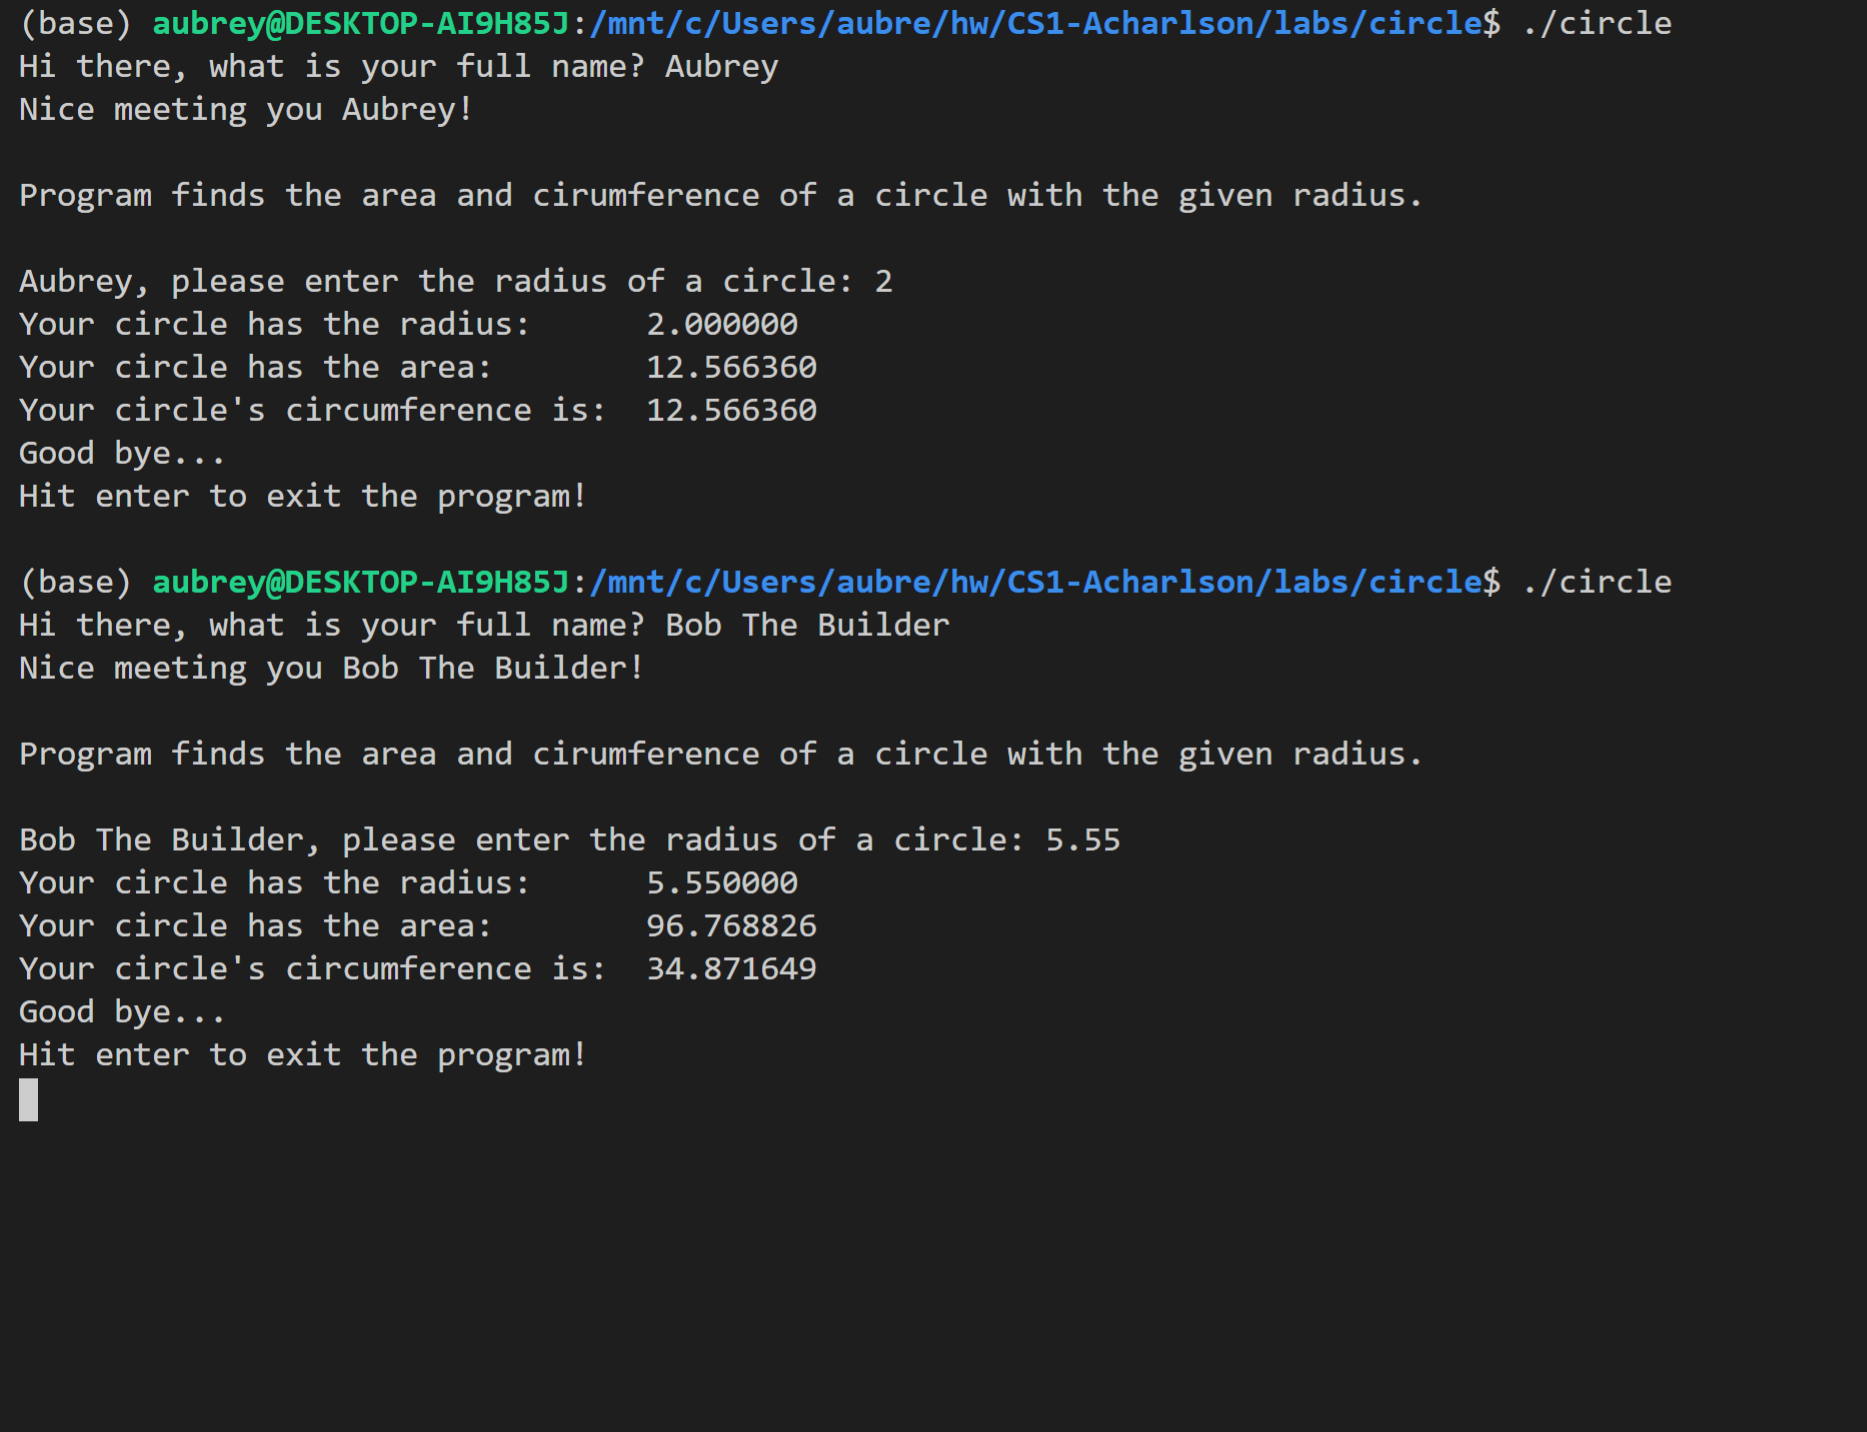 (base) aubrey@DESKTOP-AI9H85J:/mnt/c/Users/aubre/hw/CS1-Acharlson/labs/circle$ ./circle
Hi there, what is your full name? Aubrey
Nice meeting you Aubrey!
Program finds the area and cirumference of a circle with the given radius.
Aubrey, please enter the radius of a circle: 2
Your circle has the radius:      2.000000
Your circle has the area:        12.566360
Your circle's circumference is:  12.566360
Good bye...
Hit enter to exit the program!
(base) aubrey@DESKTOP-AI9H85J:/mnt/c/Users/aubre/hw/CS1-Acharlson/labs/circle$ ./circle
Hi there, what is your full name? Bob The Builder
Nice meeting you Bob The Builder!
Program finds the area and cirumference of a circle with the given radius.
Bob The Builder, please enter the radius of a circle: 5.55
Your circle has the radius:      5.550000
Your circle has the area:        96.768826
Your circle's circumference is:  34.871649
Good bye...
Hit enter to exit the program!